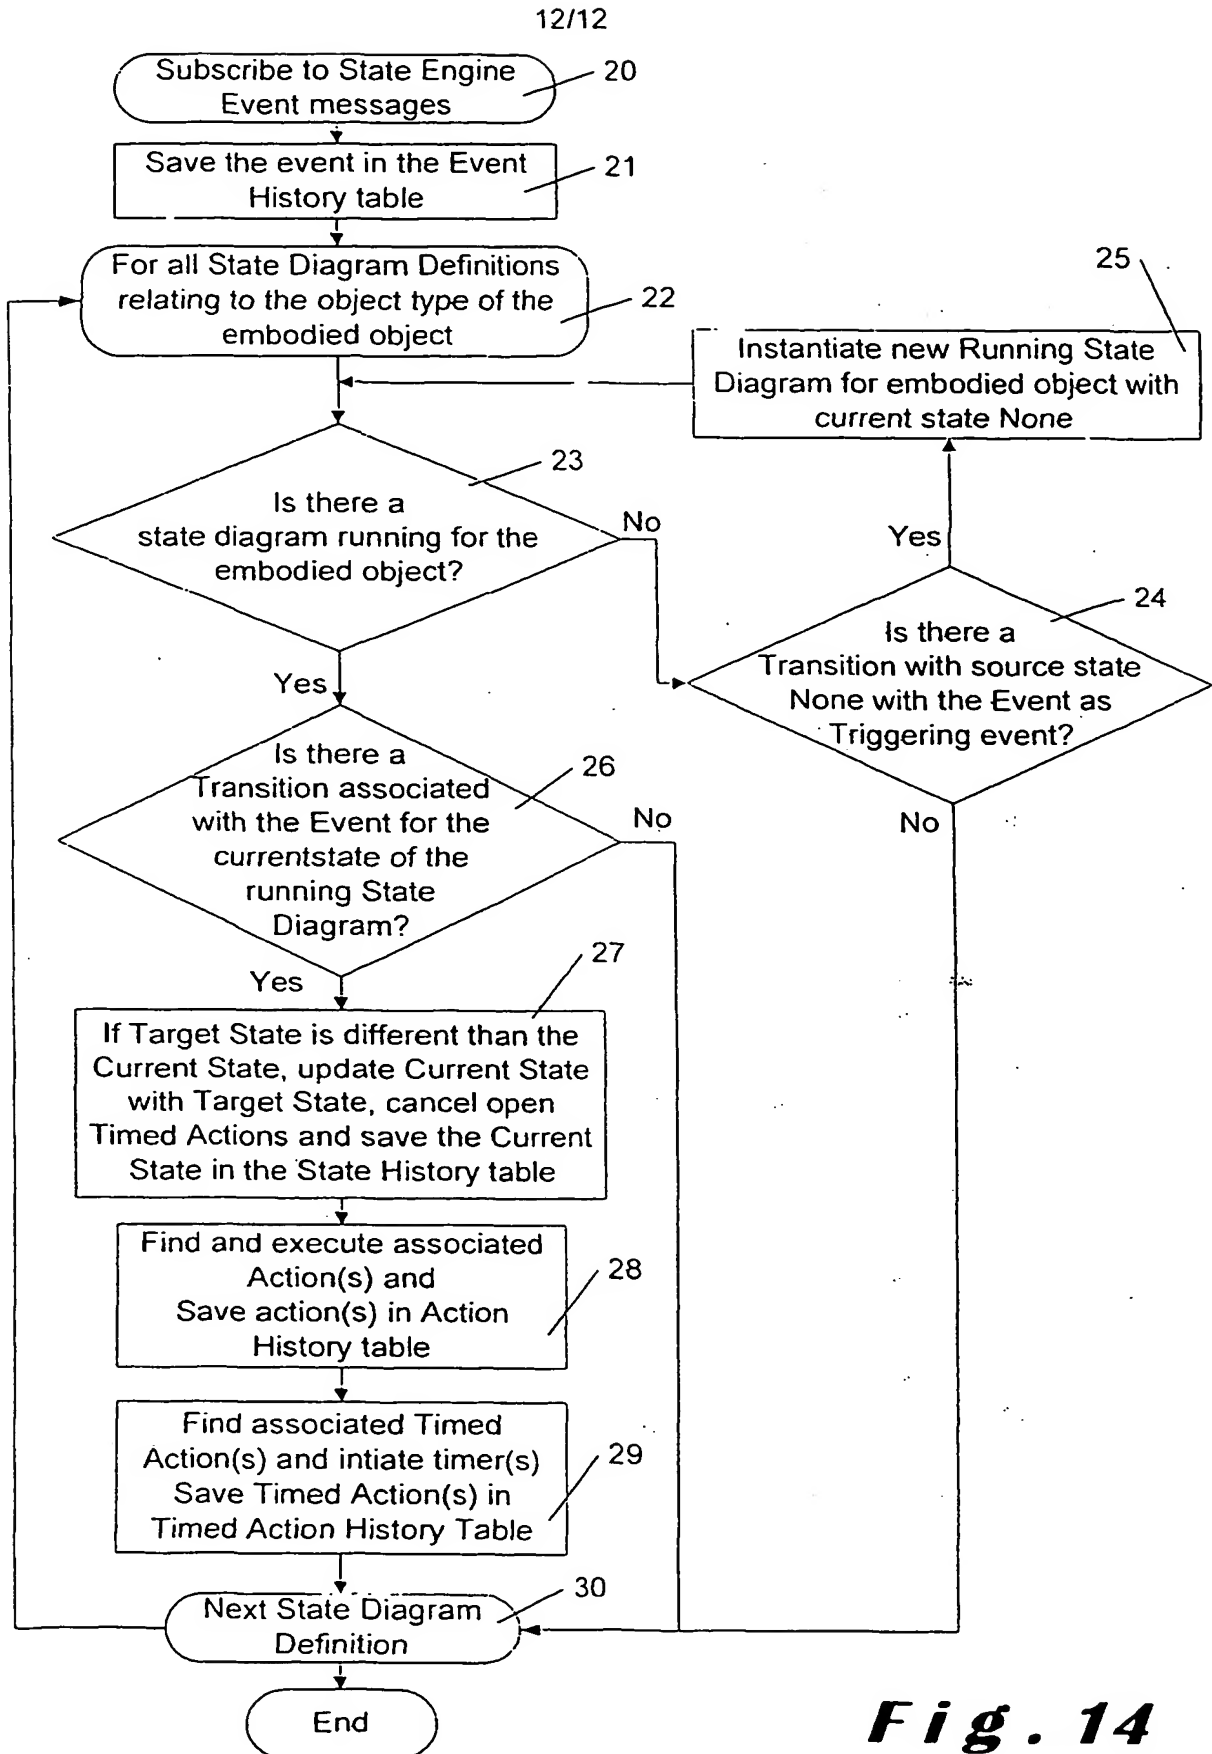 12/12
Subscribe to State Engine
Event messages
20
Save the event in the Event
History table
21
For all State Diagram Definitions
relating to the object type of the
embodied object
22
25
Instantiate new Running State
Diagram for embodied object with
current state None
23
Is there a
state diagram running for the
embodied object?
No
Yes
24
Is there a
Transition with source state
None with the Event as
Triggering event?
Yes
No
26
Is there a
Transition associated
with the Event for the
currentstate of the
running State
Diagram?
No
Yes
27
If Target State is different than the
Current State, update Current State
with Target State, cancel open
Timed Actions and save the Current
State in the State History table
Find and execute associated
Action(s) and
Save action(s) in Action
History table
28
Find associated Timed
Action(s) and intiate timer(s)
Save Timed Action(s) in
Timed Action History Table
29
30
Next State Diagram
Definition
End
Fig. 14